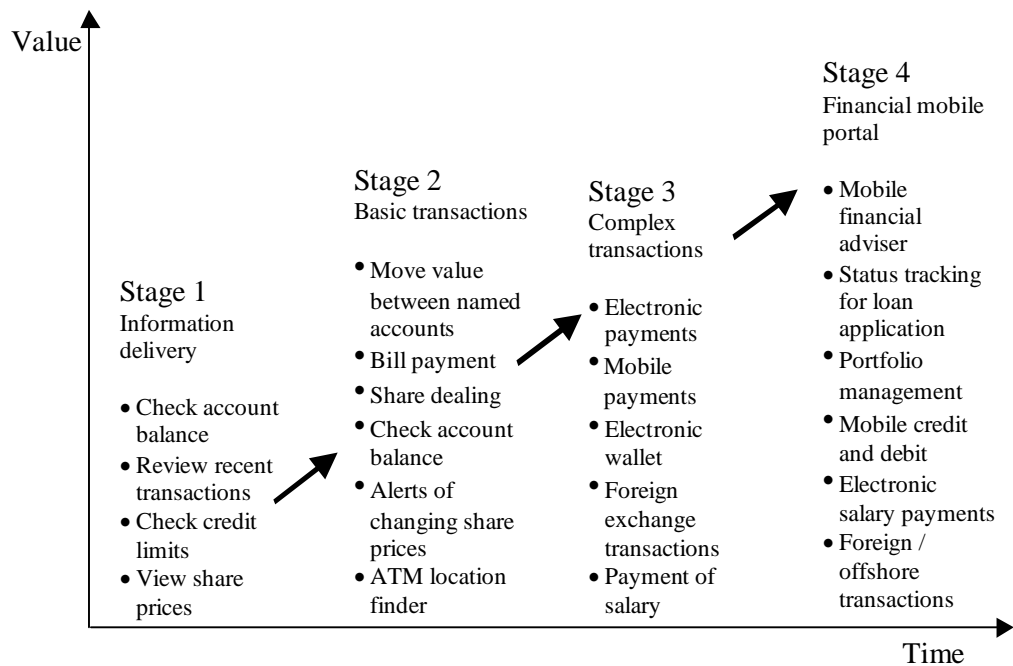 Value
Stage 1
Information
delivery
• Check account
balance
• Review recent
transactions
• Check credit
limits
• View share
prices
Stage 2
Basic transactions
• Move value
between named
accounts
• Bill payment
• Share dealing
• Check account
balance
• Alerts of
changing share
prices
• ATM location
finder
Stage 3
Complex
transactions
• Electronic
payments
• Mobile
payments
• Electronic
wallet
• Foreign
exchange
transactions
• Payment of
salary
Stage 4
Financial mobile
portal
• Mobile
financial
adviser
• Status tracking
for loan
application
• Portfolio
management
• Mobile credit
and debit
• Electronic
salary payments
• Foreign /
offshore
transactions
Time